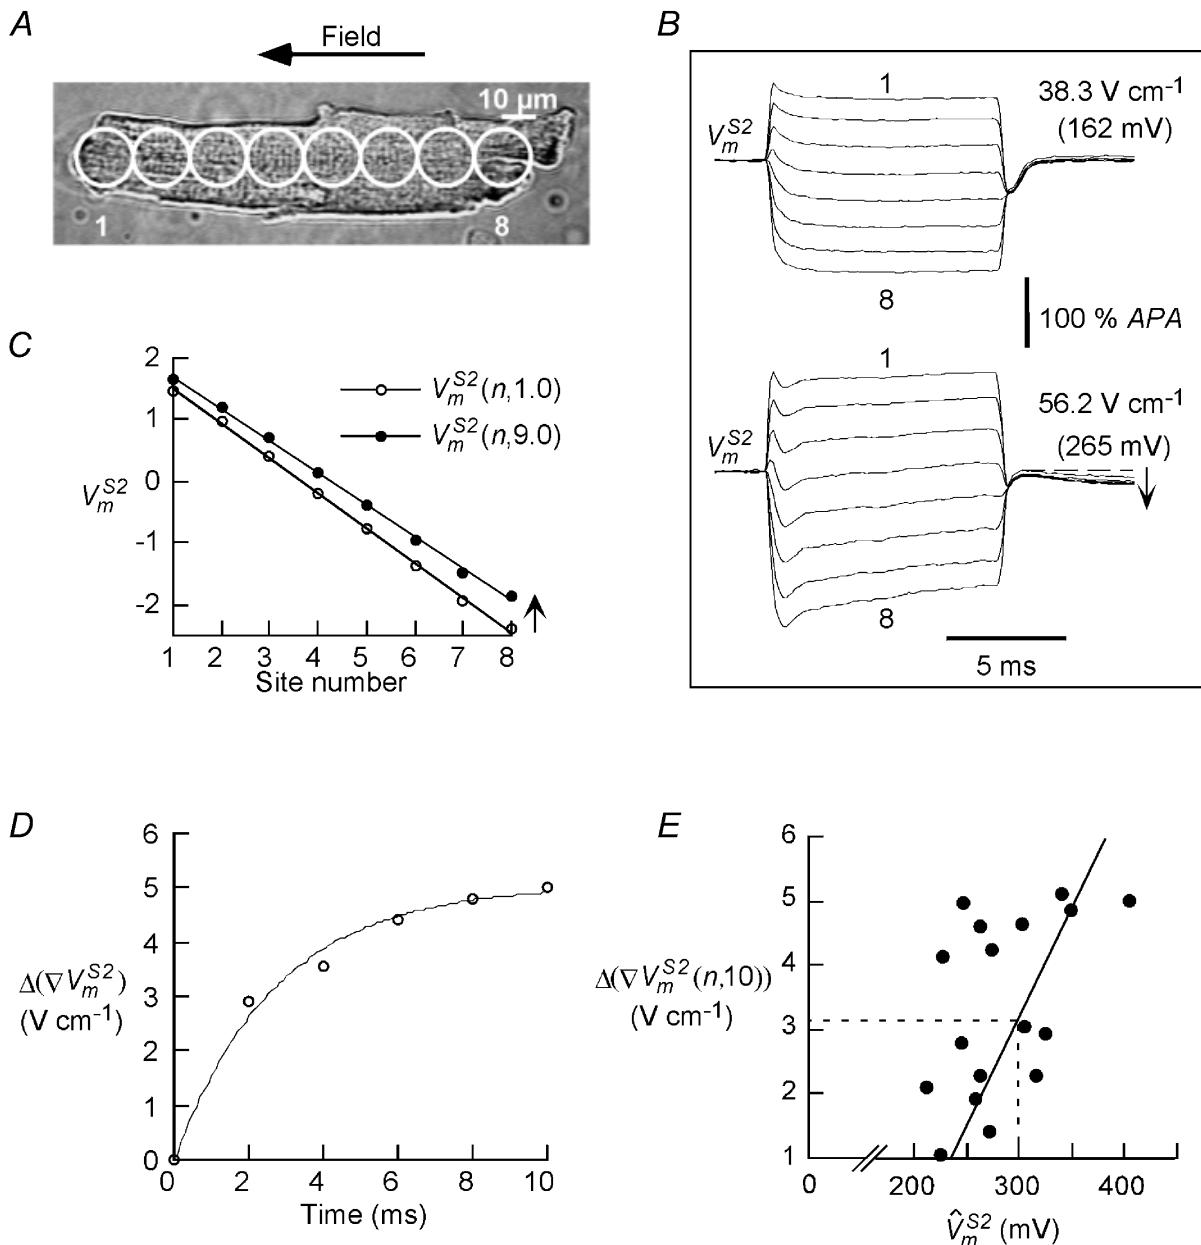 A
Field
10 µm
1
8
B
1
38.3 V cm⁻¹
(162 mV)
V_m^S2
8
100 % APA
1
56.2 V cm⁻¹
(265 mV)
V_m^S2
8
5 ms
C
2
1
0
-1
-2
V_m^S2
V_m^S2(n,1.0)
V_m^S2(n,9.0)
1 2 3 4 5 6 7 8
Site number
D
6
5
4
3
2
1
0
Δ(∇V_m^S2)
(V cm⁻¹)
0 2 4 6 8 10
Time (ms)
E
6
5
4
3
2
1
Δ(∇V_m^S2(n,10))
(V cm⁻¹)
0 200 300 400
V̂_m^S2 (mV)